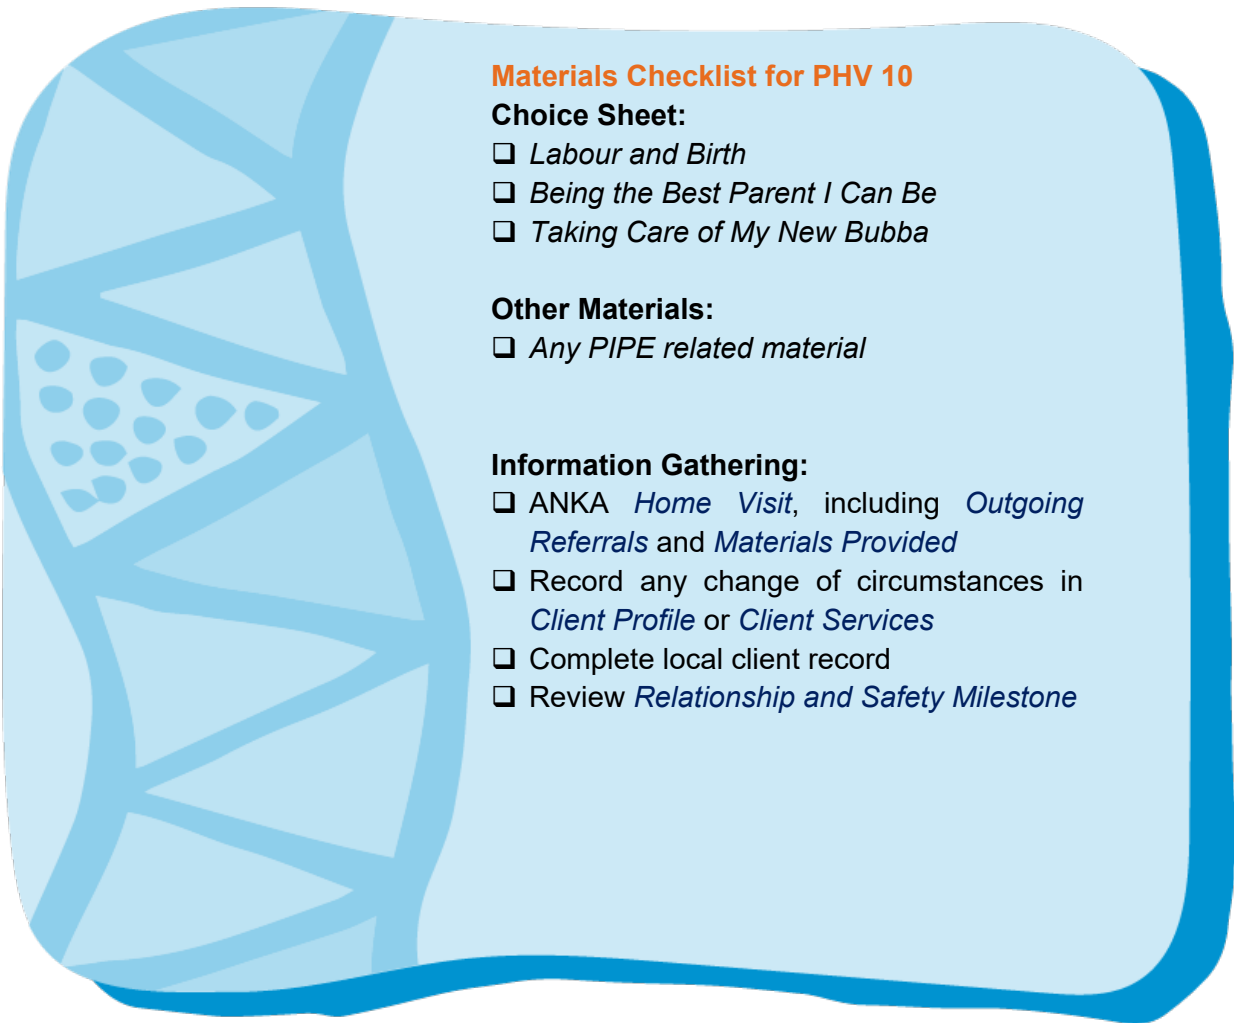 Materials Checklist for PHV 10
Choice Sheet:
❑ Labour and Birth
❑ Being the Best Parent I Can Be
❑ Taking Care of My New Bubba
Other Materials:
❑ Any PIPE related material
Information Gathering:
❑ ANKA Home Visit, including Outgoing
Referrals and Materials Provided
❑ Record any change of circumstances in
Client Profile or Client Services
❑ Complete local client record
❑ Review Relationship and Safety Milestone